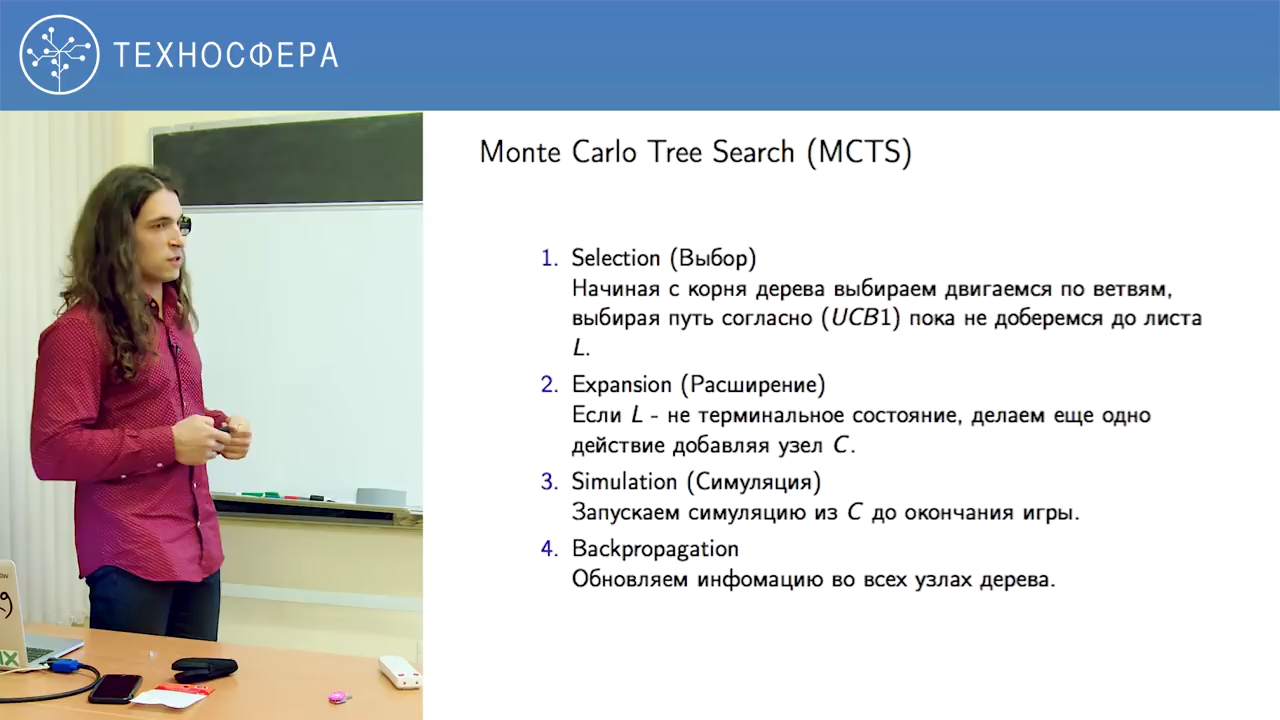 ТЕХНОСФЕРА
Monte Carlo Tree Search (MCTS)
1. Selection (Выбор)
Начиная с корня дерева выбираем двигаемся по ветвям,
выбирая путь согласно (UCB1) пока не доберемся до листа
L.
2. Expansion (Расширение)
Если L - не терминальное состояние, делаем еще одно
действие добавляя узел C.
3. Simulation (Симуляция)
Запускаем симуляцию из C до окончания игры.
4. Backpropagation
Обновляем инфомацию во всех узлах дерева.